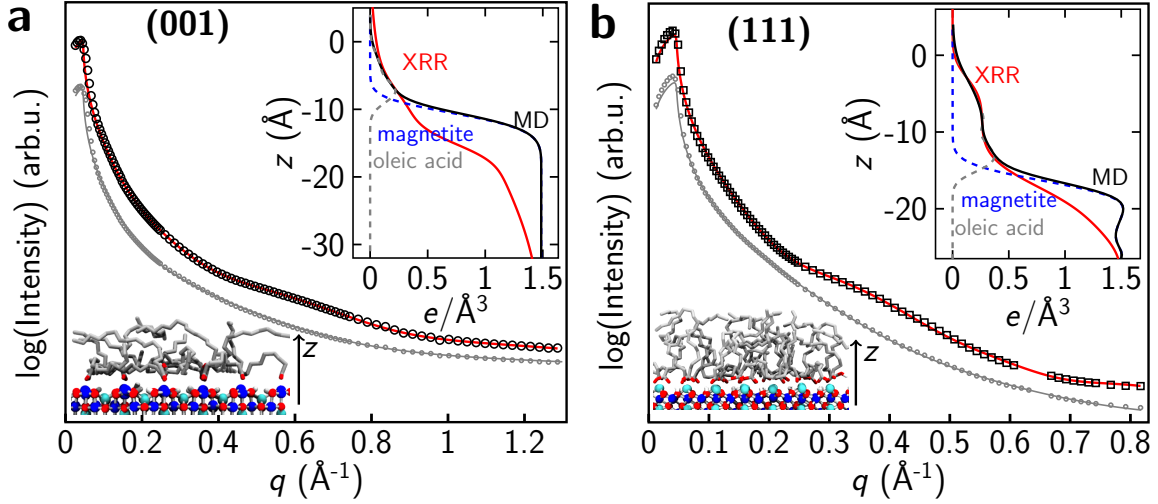 a
(001)
log(Intensity) (arb.u.)
q (Å-1)
0 0.2 0.4 0.6 0.8 1 1.2
z
z (Å)
0
-10
-20
-30
0 0.5 1 1.5
e/Å3
XRR
MD
magnetite
oleic acid
b
(111)
log(Intensity) (arb.u.)
q (Å-1)
0 0.1 0.2 0.3 0.4 0.5 0.6 0.7 0.8
z
z (Å)
0
-10
-20
0 0.5 1 1.5
e/Å3
XRR
MD
magnetite
oleic acid